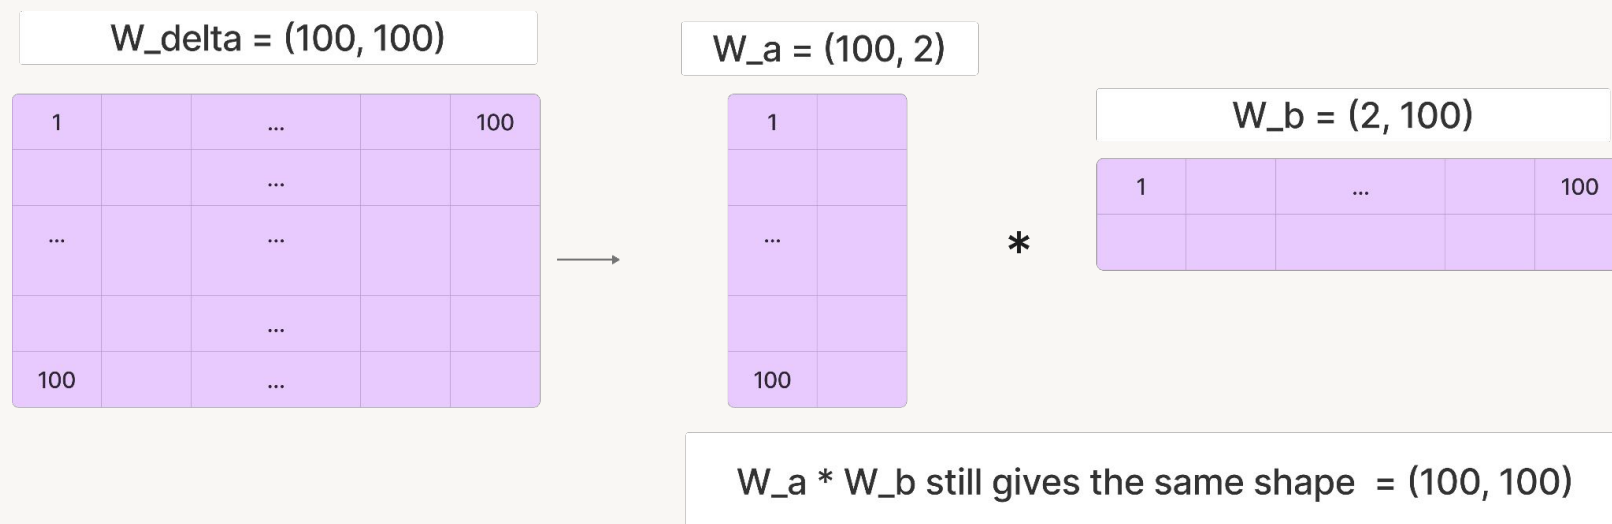 W_delta = (100, 100)
1 ... 100
...
... ...
...
100 ...
W_a = (100, 2)
1
...
100
*
W_b = (2, 100)
1 ... 100
W_a * W_b still gives the same shape = (100, 100)